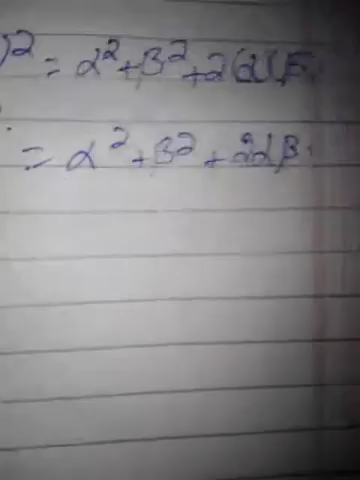 )² = α² + β² + 2(α)(β
= α² + β² + 2αβ